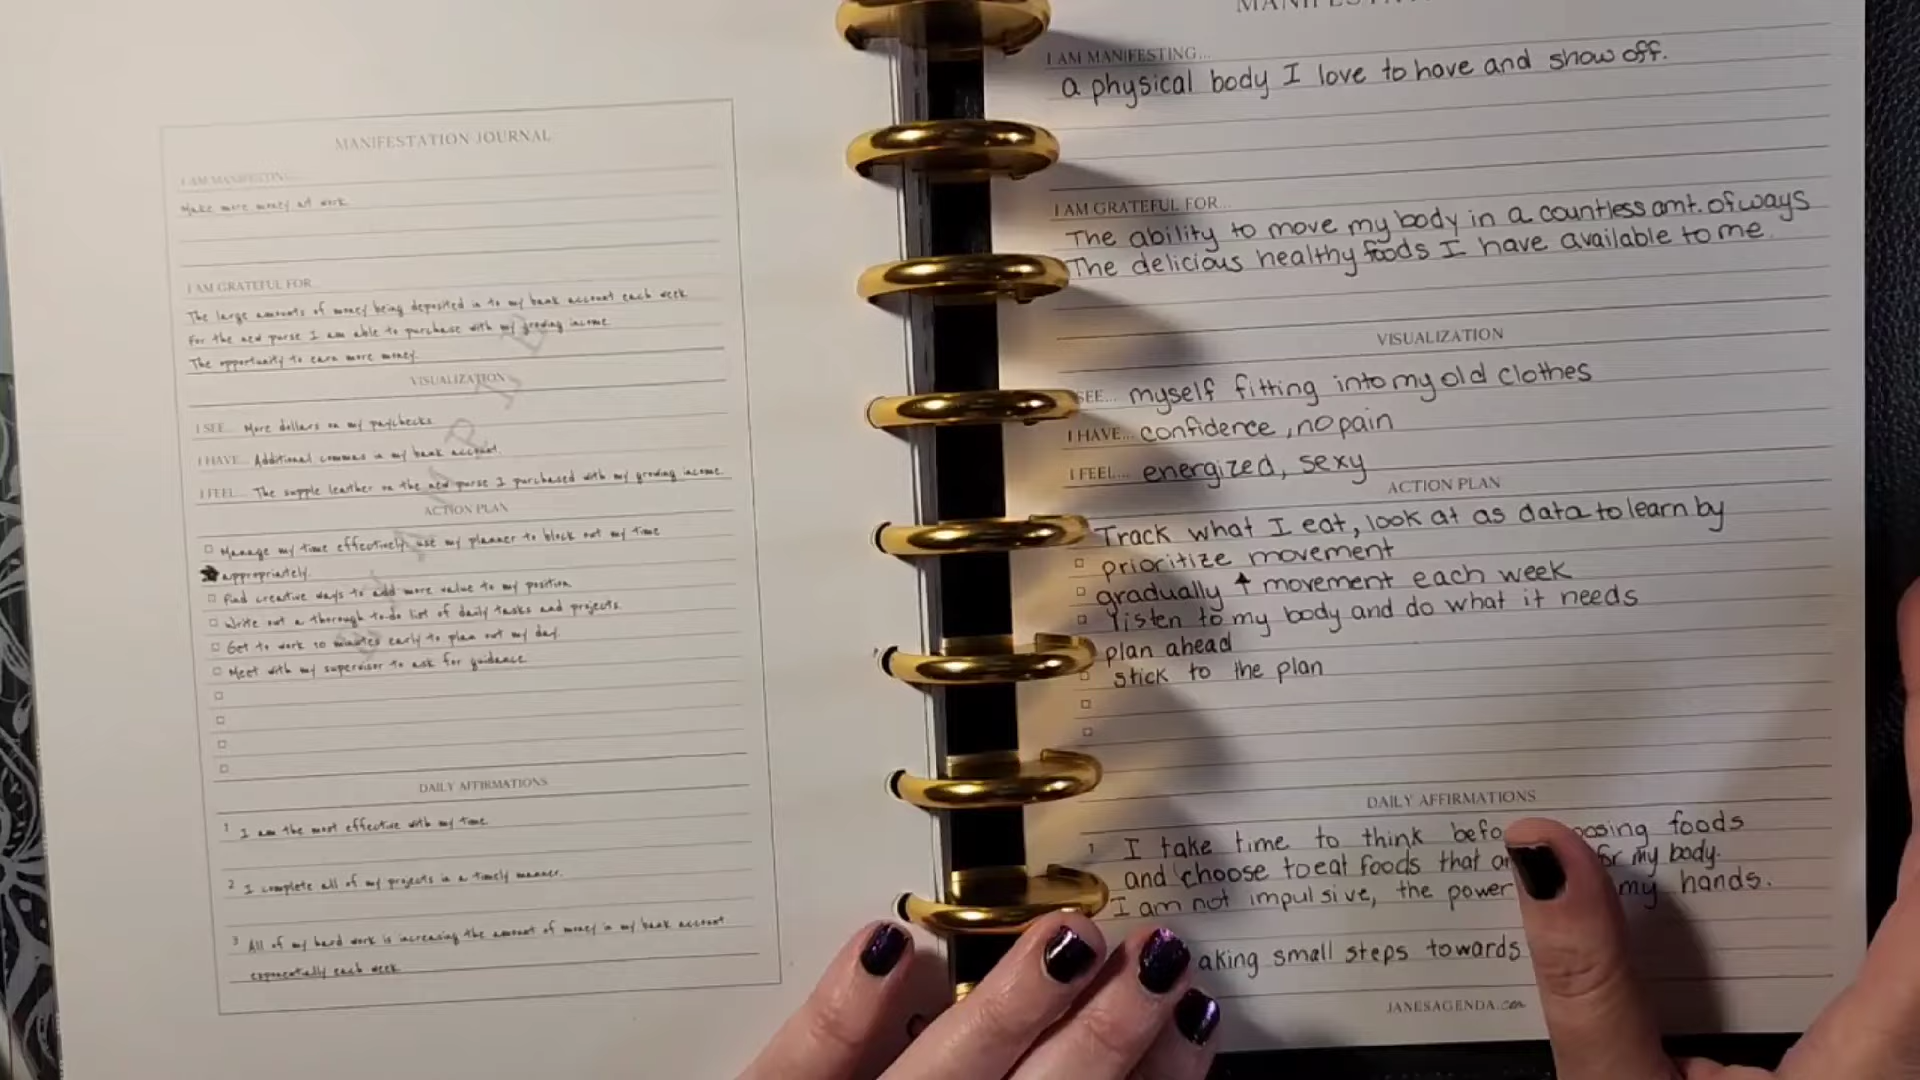 MANIFESTATION JOURNAL
I AM MANIFESTING...
Make more money at work
I AM GRATEFUL FOR...
The large amounts of money being deposited in to my bank account each week
for the new purse I am able to purchase with my growing income
The opportunity to earn more money.
VISUALIZATION
I SEE... More dollars on my paychecks
I HAVE... Additional commas in my bank account.
I FEEL... The supple leather on the new purse I purchased with my growing income
ACTION PLAN
Manage my time effectively use my planner to block out my time
appropriately.
Find creative ways to add more value to my position
Write out a thorough to-do list of daily tasks and projects
Get to work 10 minutes early to plan out my day.
Meet with my supervisor to ask for guidance
DAILY AFFIRMATIONS
1 I am the most effective with my time
2 I complete all of my projects in a timely manner.
3 All of my hard work is increasing the amount of money in my bank account
exponentially each week
I AM MANIFESTING...
a physical body I love to have and show off.
I AM GRATEFUL FOR...
The ability to move my body in a countless amt. of ways
The delicious healthy foods I have available to me
VISUALIZATION
SEE... myself fitting into my old clothes
I HAVE... confidence, no pain
I FEEL... energized, sexy
ACTION PLAN
Track what I eat, look at as data to learn by
prioritize movement
gradually ↑ movement each week
listen to my body and do what it needs
plan ahead
stick to the plan
DAILY AFFIRMATIONS
1 I take time to think foods
and choose to eat foods that my body.
I am not impulsive, the power my hands.
small steps towards
JANESAGENDA.com